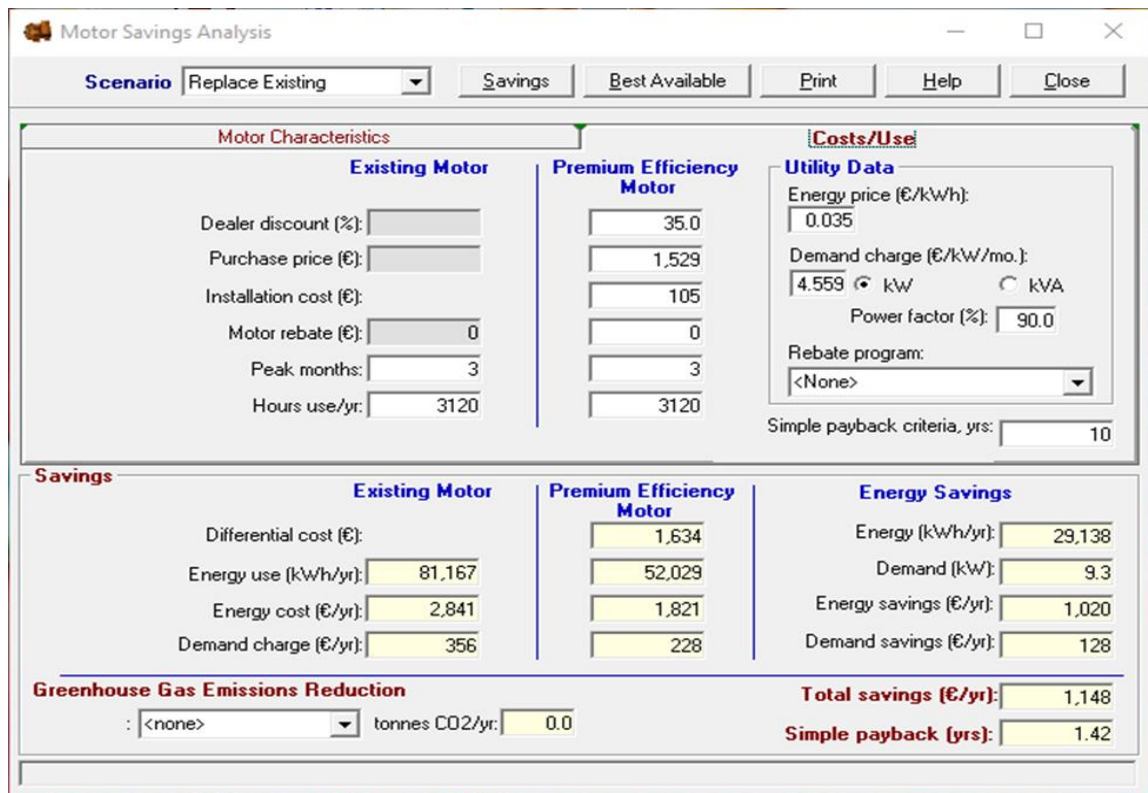 Motor Savings Analysis
Scenario Replace Existing Savings Best Available Print Help Close
Motor Characteristics Costs/Use
Existing Motor Premium Efficiency Motor Utility Data
Energy price (€/kWh):
Dealer discount (%): 35.0 0.035
Purchase price (€): 1,529 Demand charge (€/kW/mo.):
Installation cost (€): 105 4.559 kW kVA
Motor rebate (€): 0 0 Power factor (%): 90.0
Peak months: 3 3 Rebate program:
<None>
Hours use/yr: 3120 3120
Simple payback criteria, yrs: 10
Savings
Existing Motor Premium Efficiency Motor Energy Savings
Differential cost (€): 1,634 Energy (kWh/yr): 29,138
Energy use (kWh/yr): 81,167 52,029 Demand (kW): 9.3
Energy cost (€/yr): 2,841 1,821 Energy savings (€/yr): 1,020
Demand charge (€/yr): 356 228 Demand savings (€/yr): 128
Greenhouse Gas Emissions Reduction Total savings (€/yr): 1,148
: <none> tonnes CO2/yr: 0.0 Simple payback (yrs): 1.42